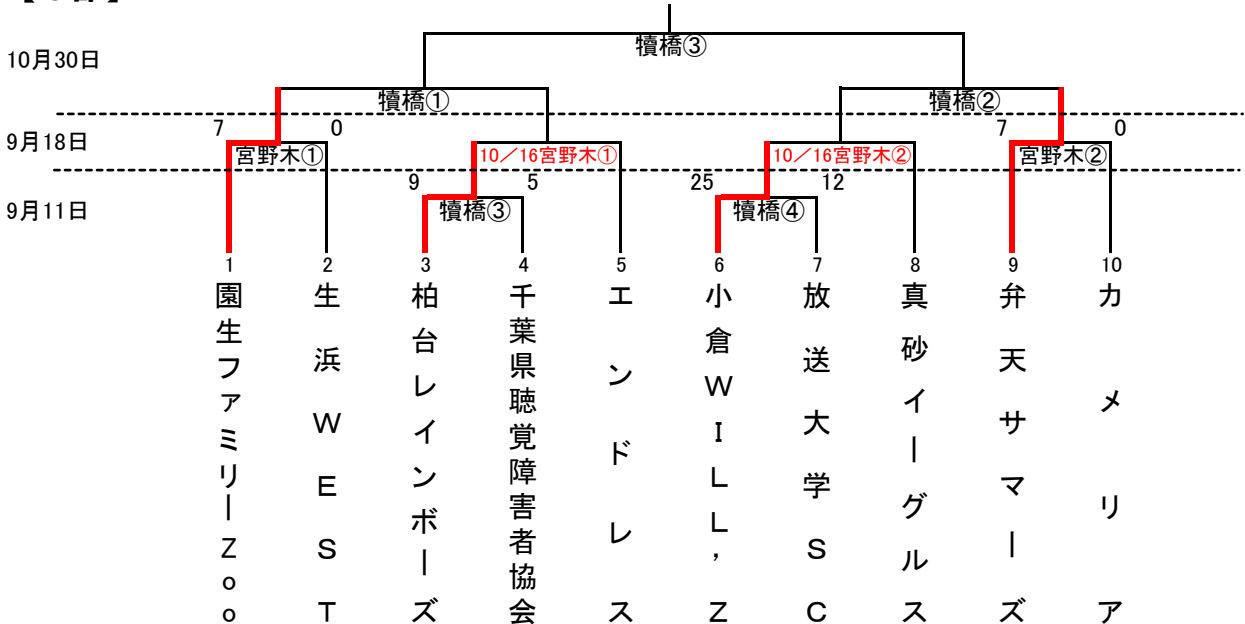 犢橋③
10月30日
犢橋①
犢橋②
7
0
7
0
9月18日
宮野木①
10／16宮野木①
10／16宮野木②
宮野木②
9
5
25
12
9月11日
犢橋③
犢橋④
1
2
3
4
5
6
7
8
9
10
園生ファミリーZoo
生浜WEST
柏台レインボーズ
千葉県聴覚障害者協会
エンドレス
小倉WILL’Z
放送大学SC
真砂イーグルス
弁天サマーズ
カメリア